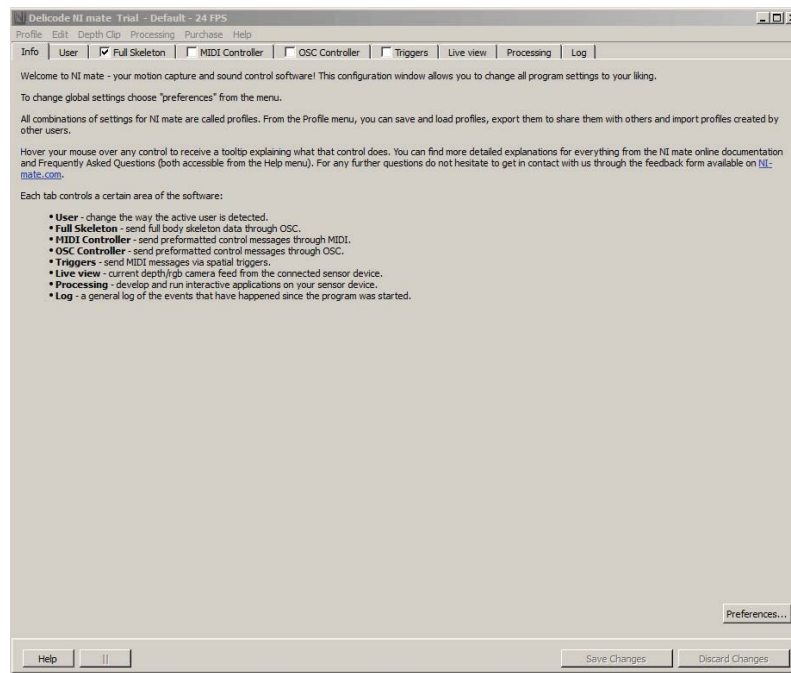 Delicode NI mate Trial - Default - 24 FPS
Profile Edit Depth Clip Processing Purchase Help
Info User Full Skeleton MIDI Controller OSC Controller Triggers Live view Processing Log
Welcome to NI mate - your motion capture and sound control software! This configuration window allows you to change all program settings to your liking.
To change global settings choose "preferences" from the menu.
All combinations of settings for NI mate are called profiles. From the Profile menu, you can save and load profiles, export them to share them with others and import profiles created by
other users.
Hover your mouse over any control to receive a tooltip explaining what that control does. You can find more detailed explanations for everything from the NI mate online documentation
and Frequently Asked Questions (both accessible from the Help menu). For any further questions do not hesitate to get in contact with us through the feedback form available on NI-
mate.com.
Each tab controls a certain area of the software:
• User - change the way the active user is detected.
• Full Skeleton - send full body skeleton data through OSC.
• MIDI Controller - send preformatted control messages through MIDI.
• OSC Controller - send preformatted control messages through OSC.
• Triggers - send MIDI messages via spatial triggers.
• Live view - current depth/rgb camera feed from the connected sensor device.
• Processing - develop and run interactive applications on your sensor device.
• Log - a general log of the events that have happened since the program was started.
Preferences...
Help || Save Changes Discard Changes